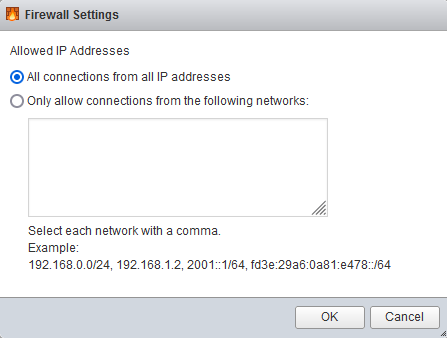 Firewall Settings
Allowed IP Addresses
All connections from all IP addresses
Only allow connections from the following networks:
Select each network with a comma.
Example:
192.168.0.0/24, 192.168.1.2, 2001::1/64, fd3e:29a6:0a81:e478::/64
OK
Cancel